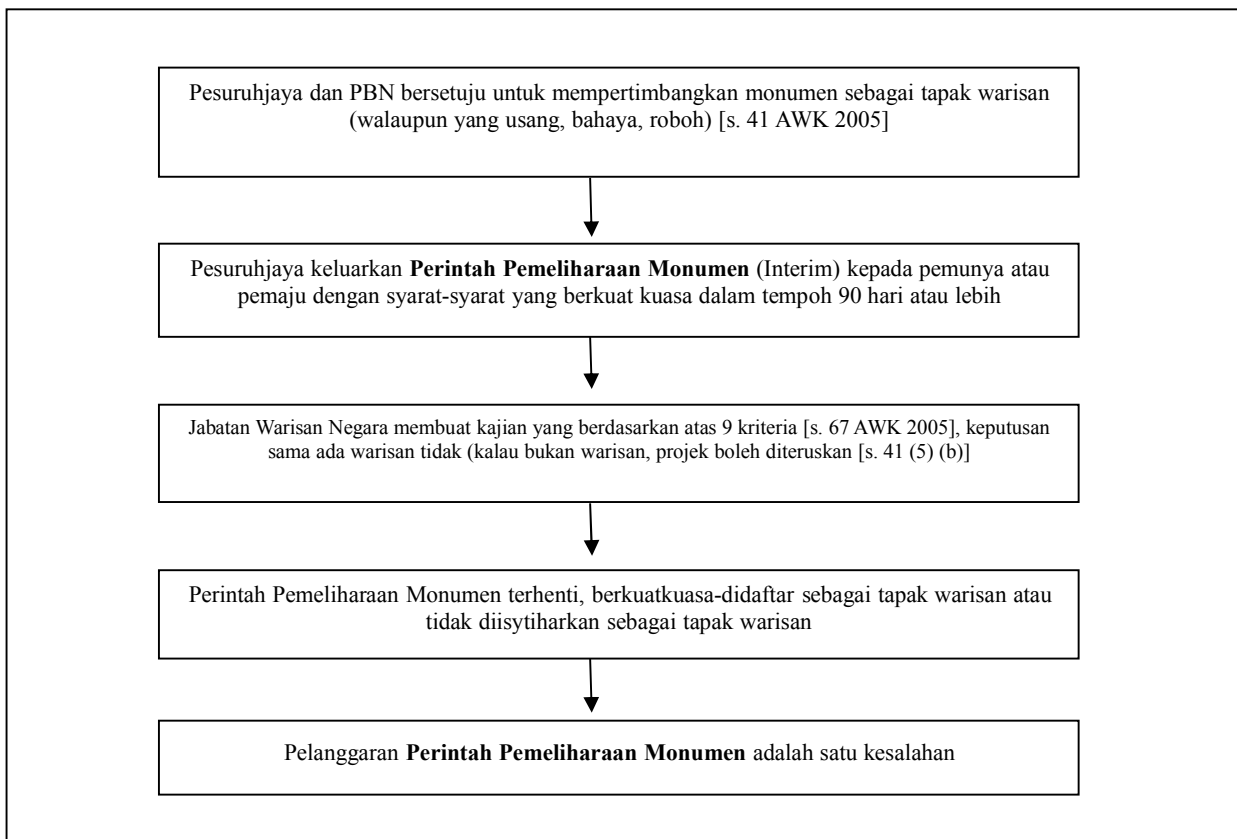 Pesuruhjaya dan PBN bersetuju untuk mempertimbangkan monumen sebagai tapak warisan
(walaupun yang usang, bahaya, roboh) [s. 41 AWK 2005]
Pesuruhjaya keluarkan Perintah Pemeliharaan Monumen (Interim) kepada pemunya atau
pemaju dengan syarat-syarat yang berkuat kuasa dalam tempoh 90 hari atau lebih
Jabatan Warisan Negara membuat kajian yang berdasarkan atas 9 kriteria [s. 67 AWK 2005], keputusan
sama ada warisan tidak (kalau bukan warisan, projek boleh diteruskan [s. 41 (5) (b)]
Perintah Pemeliharaan Monumen terhenti, berkuatkuasa-didaftar sebagai tapak warisan atau
tidak diisytiharkan sebagai tapak warisan
Pelanggaran Perintah Pemeliharaan Monumen adalah satu kesalahan